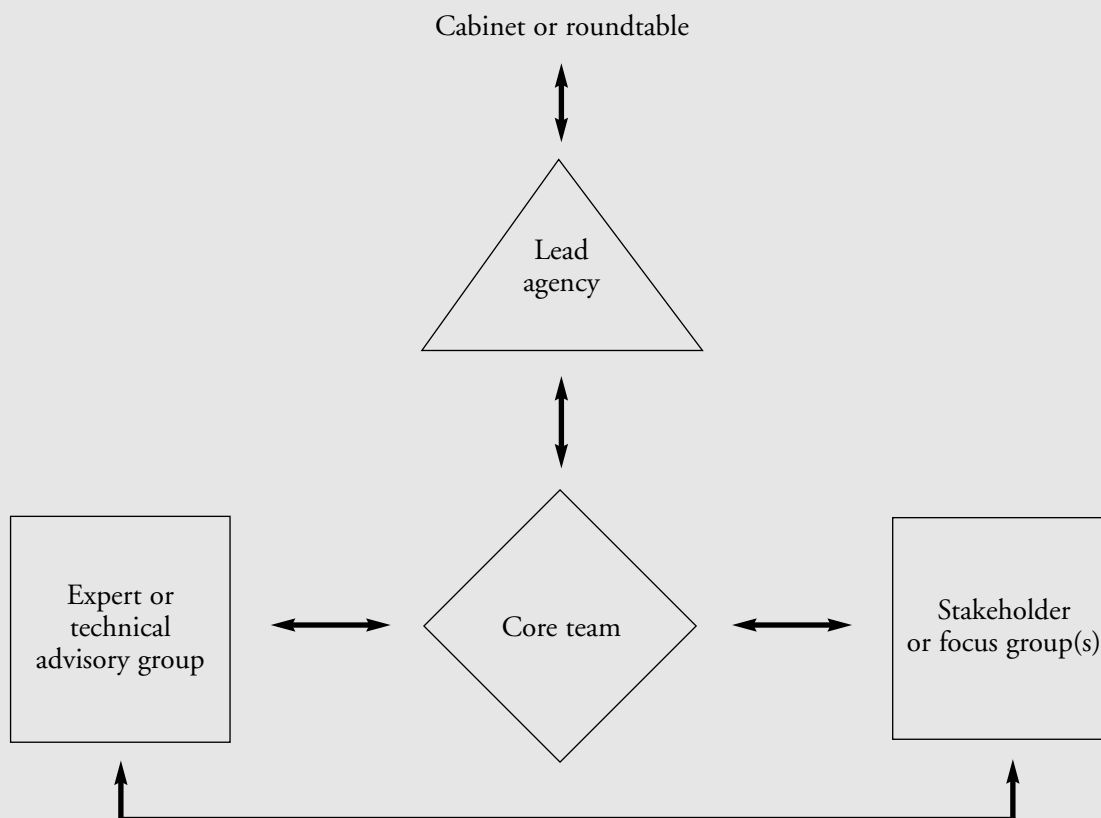 Cabinet or roundtable
Lead
agency
Expert or
technical
advisory group
Core team
Stakeholder
or focus group(s)